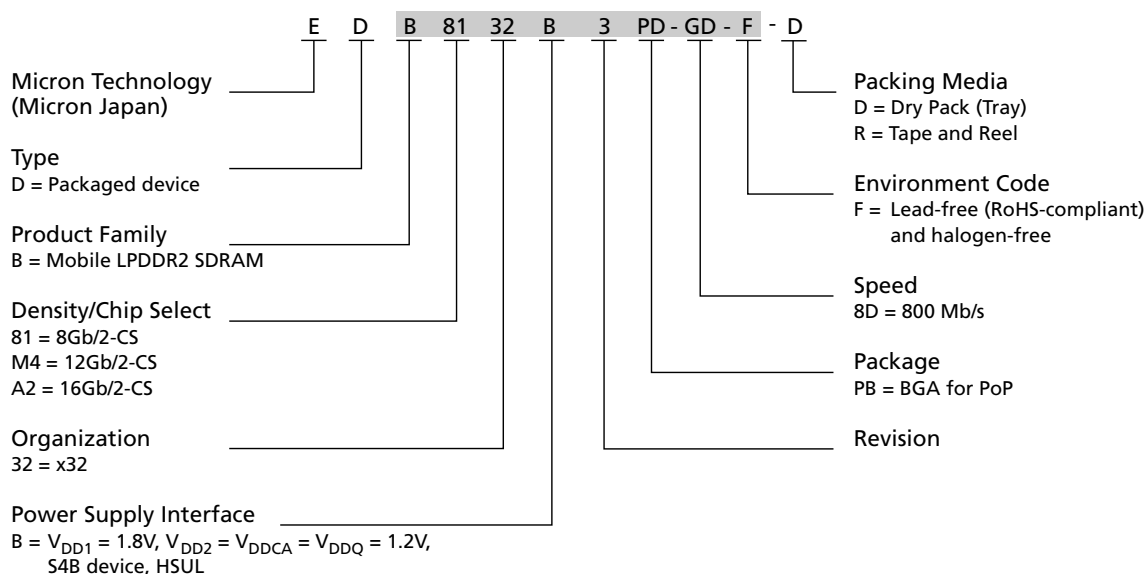 E D B 81 32 B 3 PD - GD - F - D
Micron Technology
(Micron Japan)
Type
D = Packaged device
Product Family
B = Mobile LPDDR2 SDRAM
Density/Chip Select
81 = 8Gb/2-CS
M4 = 12Gb/2-CS
A2 = 16Gb/2-CS
Organization
32 = x32
Power Supply Interface
B = VDD1 = 1.8V, VDD2 = VDDCA = VDDQ = 1.2V,
S4B device, HSUL
Packing Media
D = Dry Pack (Tray)
R = Tape and Reel
Environment Code
F = Lead-free (RoHS-compliant)
and halogen-free
Speed
8D = 800 Mb/s
Package
PB = BGA for PoP
Revision